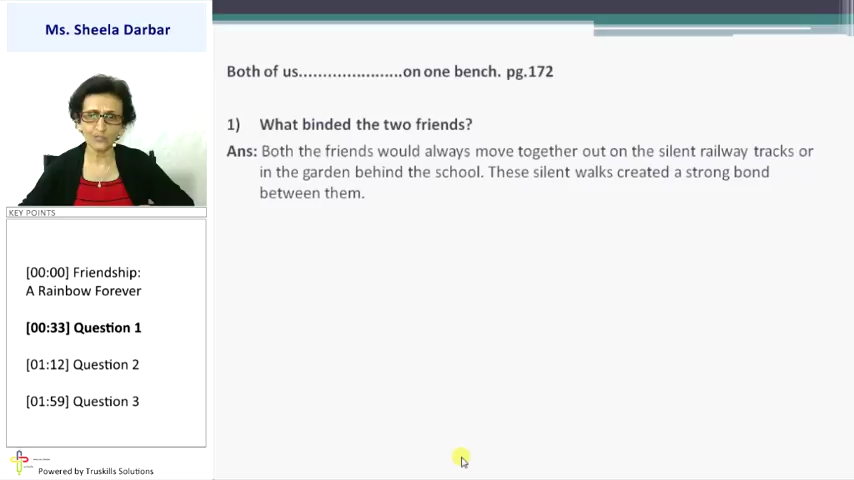 Ms. Sheela Darbar
KEY POINTS
[00:00] Friendship:
A Rainbow Forever
[00:33] Question 1
[01:12] Question 2
[01:59] Question 3
Powered by Truskills Solutions
Both of us......................on one bench. pg.172
1) What binded the two friends?
Ans: Both the friends would always move together out on the silent railway tracks or
in the garden behind the school. These silent walks created a strong bond
between them.